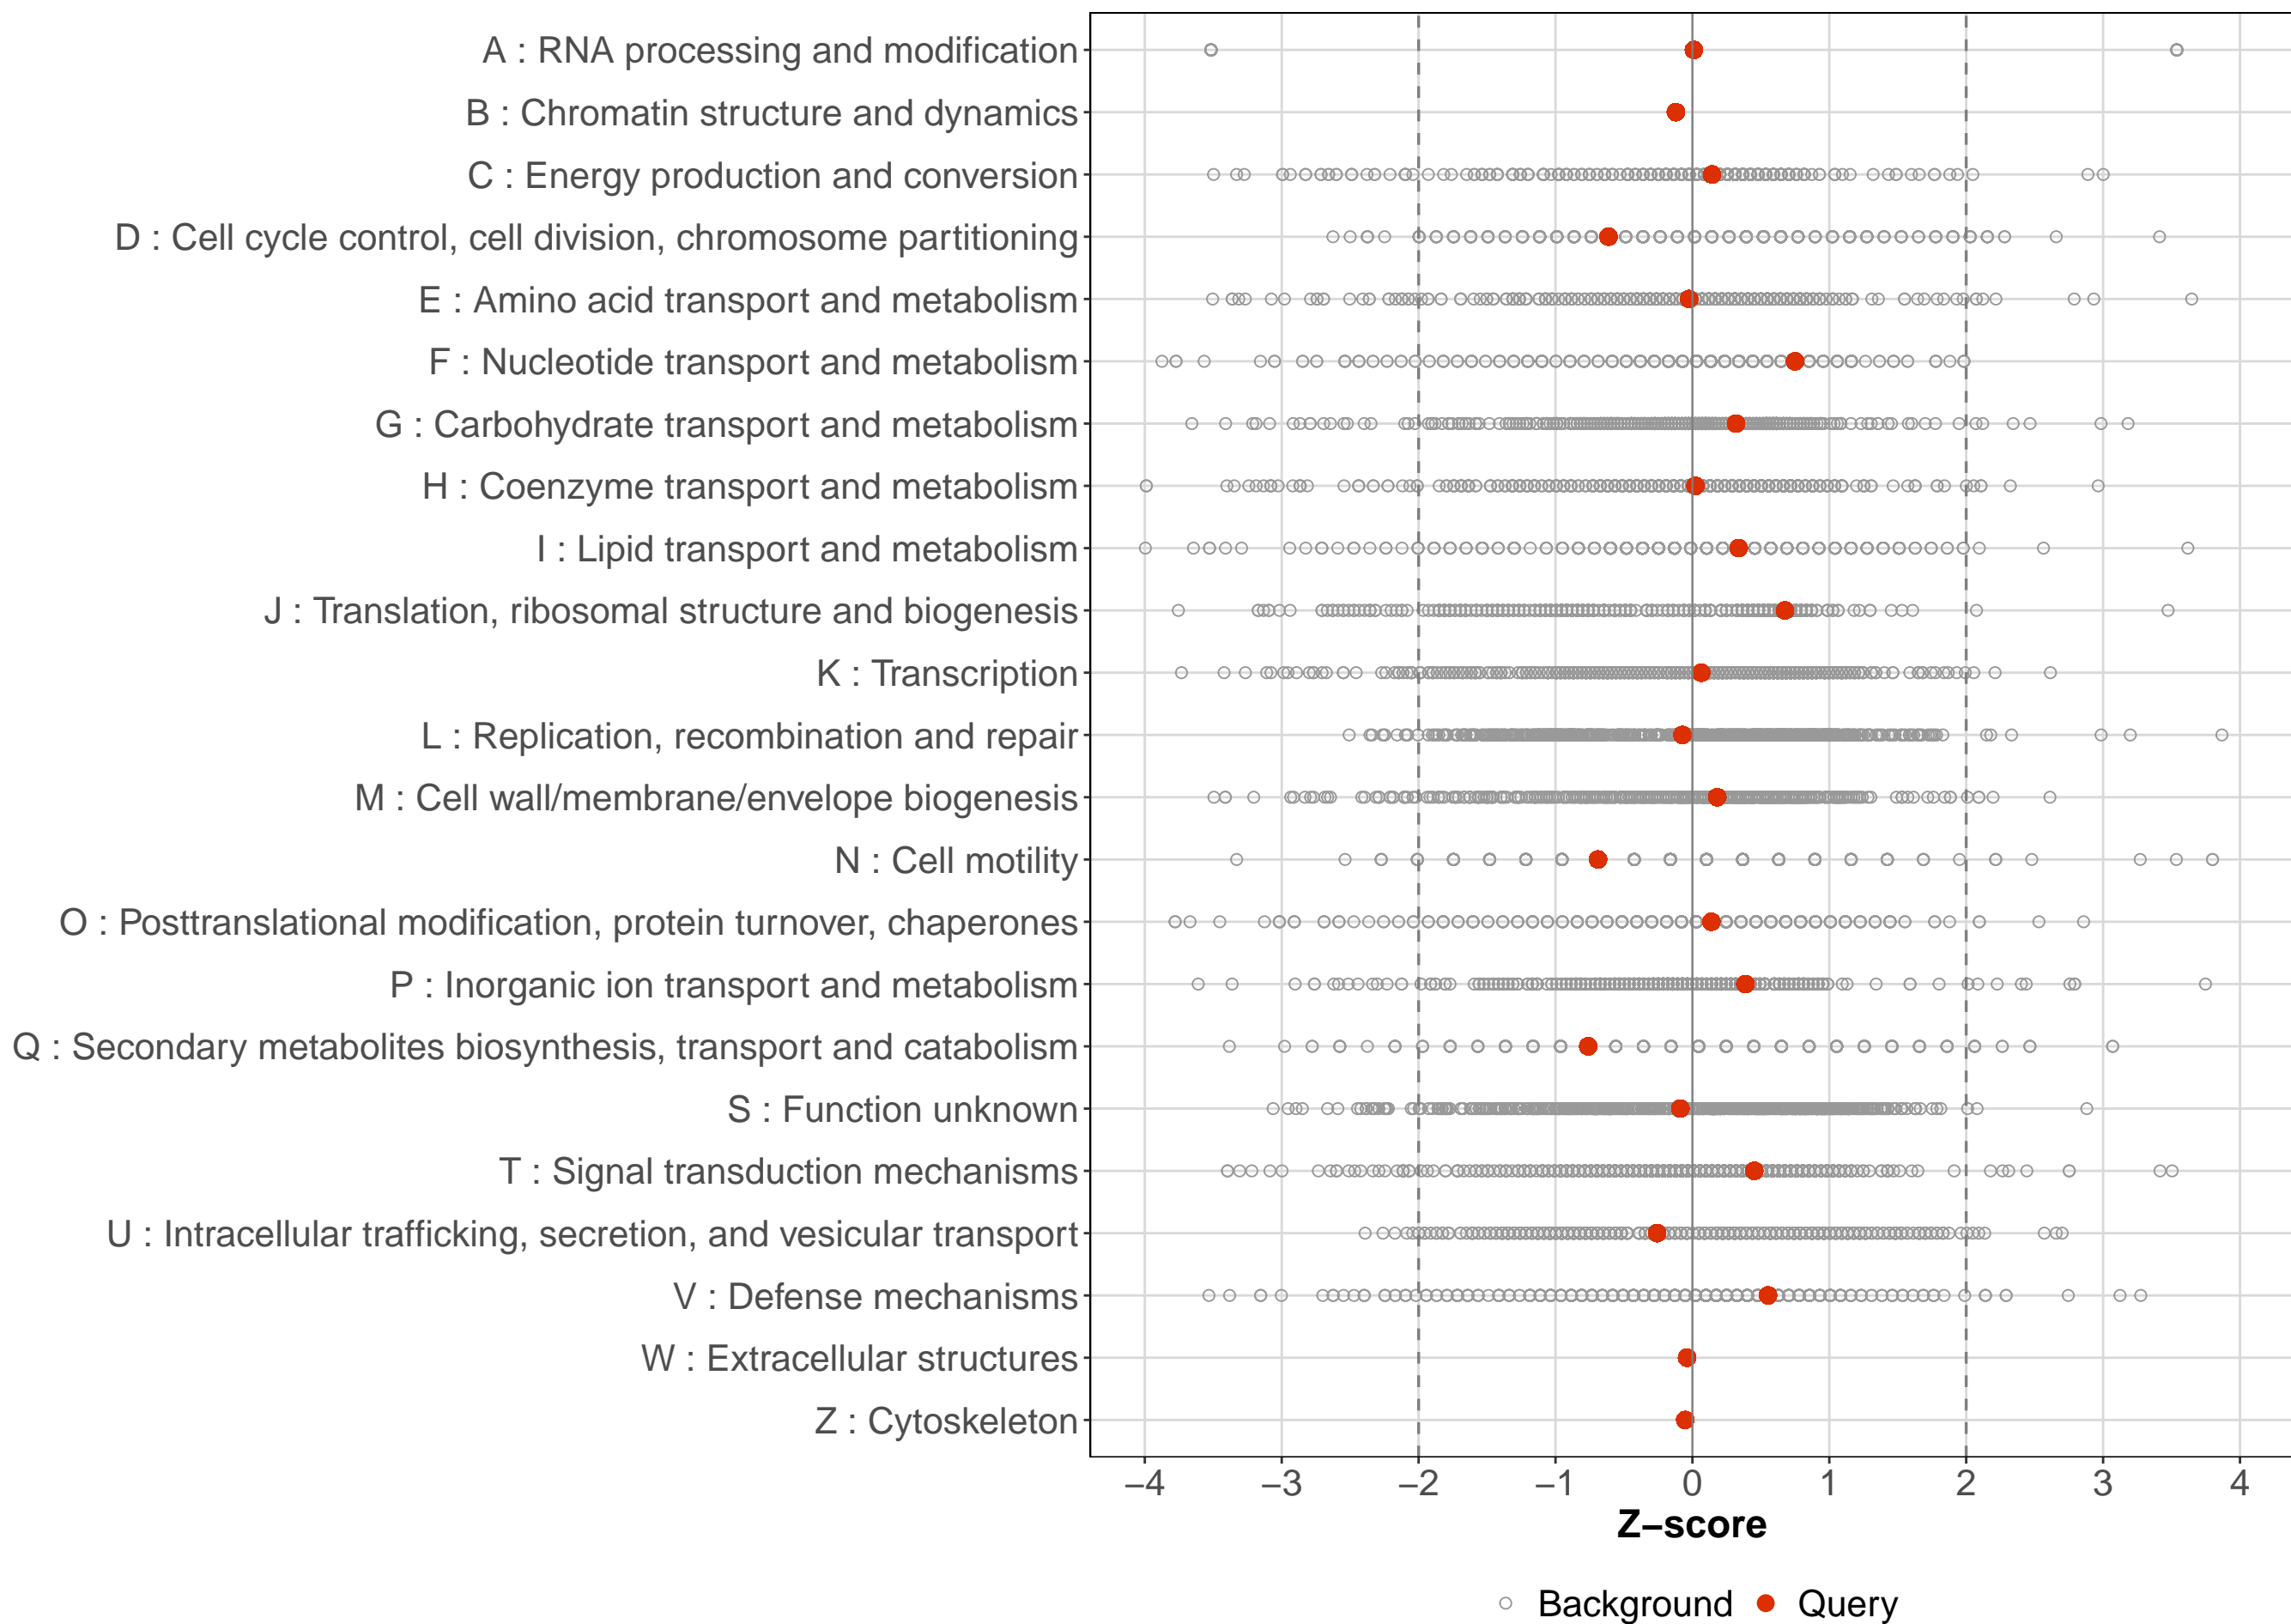 A : RNA processing and modification
B : Chromatin structure and dynamics
C : Energy production and conversion
D : Cell cycle control, cell division, chromosome partitioning
E : Amino acid transport and metabolism
F : Nucleotide transport and metabolism
G : Carbohydrate transport and metabolism
H : Coenzyme transport and metabolism
I : Lipid transport and metabolism
J : Translation, ribosomal structure and biogenesis
K : Transcription
L : Replication, recombination and repair
M : Cell wall/membrane/envelope biogenesis
N : Cell motility
O : Posttranslational modification, protein turnover, chaperones
P : Inorganic ion transport and metabolism
Q : Secondary metabolites biosynthesis, transport and catabolism
S : Function unknown
T : Signal transduction mechanisms
U : Intracellular trafficking, secretion, and vesicular transport
V : Defense mechanisms
W : Extracellular structures
Z : Cytoskeleton
−4 −3 −2 −1 0 1 2 3 4
Z−score
Background Query